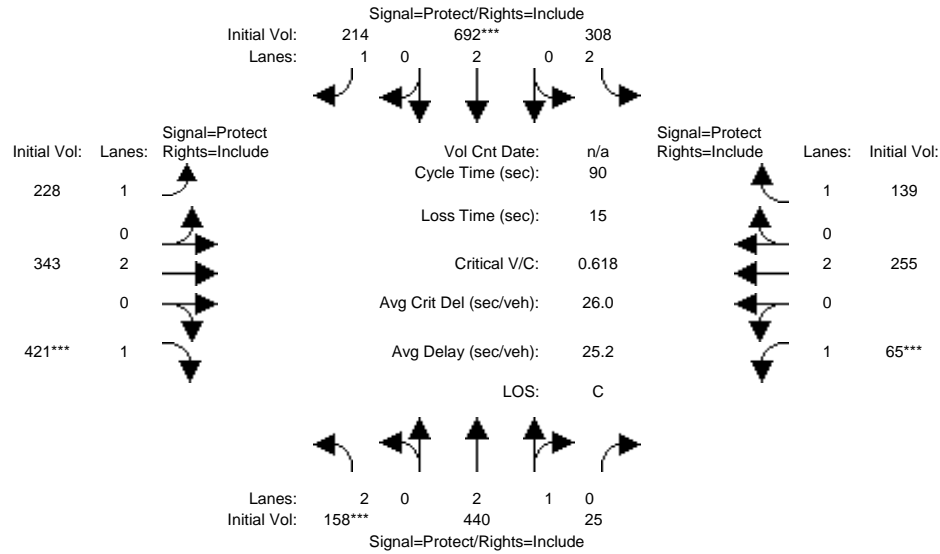 Signal=Protect/Rights=Include
Initial Vol: 214 692*** 308
Lanes: 1 0 2 0 2
Signal=Protect
Initial Vol: Lanes: Rights=Include
Vol Cnt Date: n/a
Signal=Protect
Rights=Include Lanes: Initial Vol:
Cycle Time (sec): 90
228 1
1 139
Loss Time (sec): 15
0
0
343 2
Critical V/C: 0.618
2 255
0
Avg Crit Del (sec/veh): 26.0
0
421*** 1
Avg Delay (sec/veh): 25.2
1 65***
LOS: C
Lanes: 2 0 2 1 0
Initial Vol: 158*** 440 25
Signal=Protect/Rights=Include